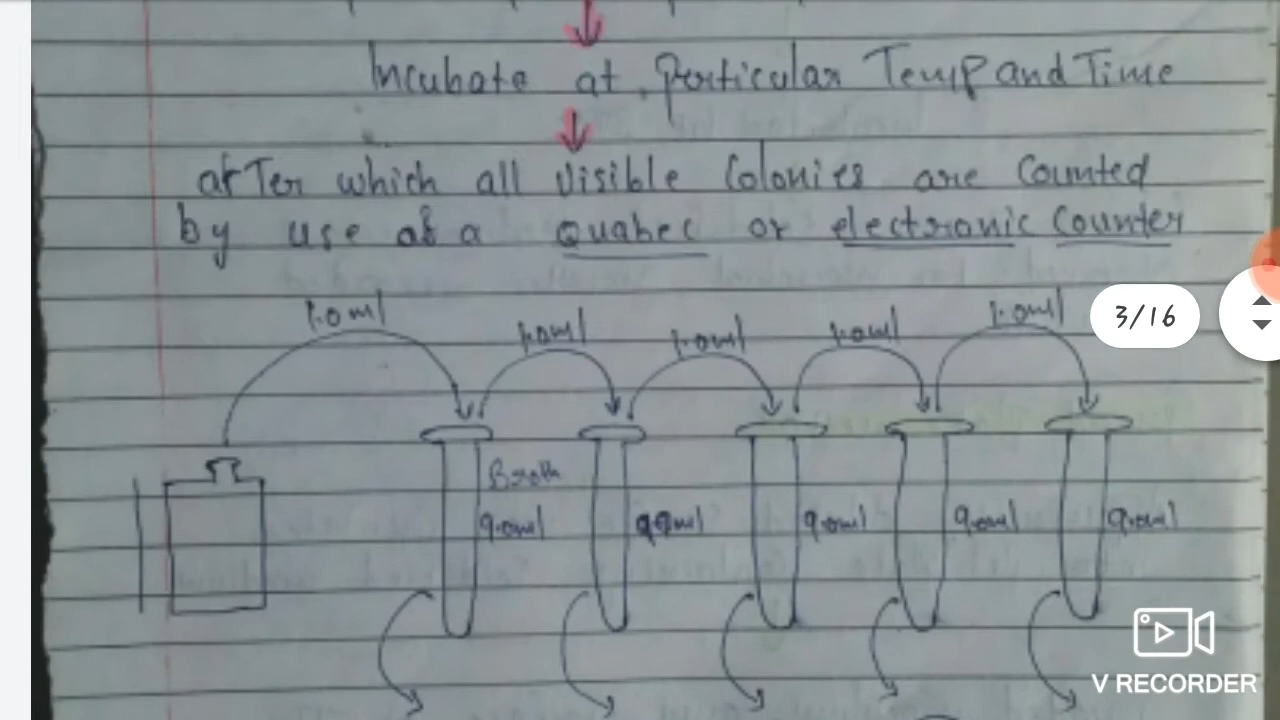 Incubate at Perticular Temp and Time
after which all visible Colonies are Counted
by use of a Quabec or electronic Counter
1.0ml 1.0ml 1.0ml 1.0ml 1.0ml
3/16
Broth
9.0ml 9.0ml 9.0ml 9.0ml 9.0ml
V RECORDER